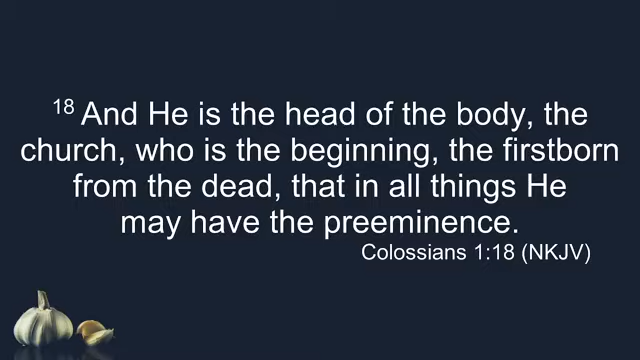 18 And He is the head of the body, the
church, who is the beginning, the firstborn
from the dead, that in all things He
may have the preeminence.
Colossians 1:18 (NKJV)